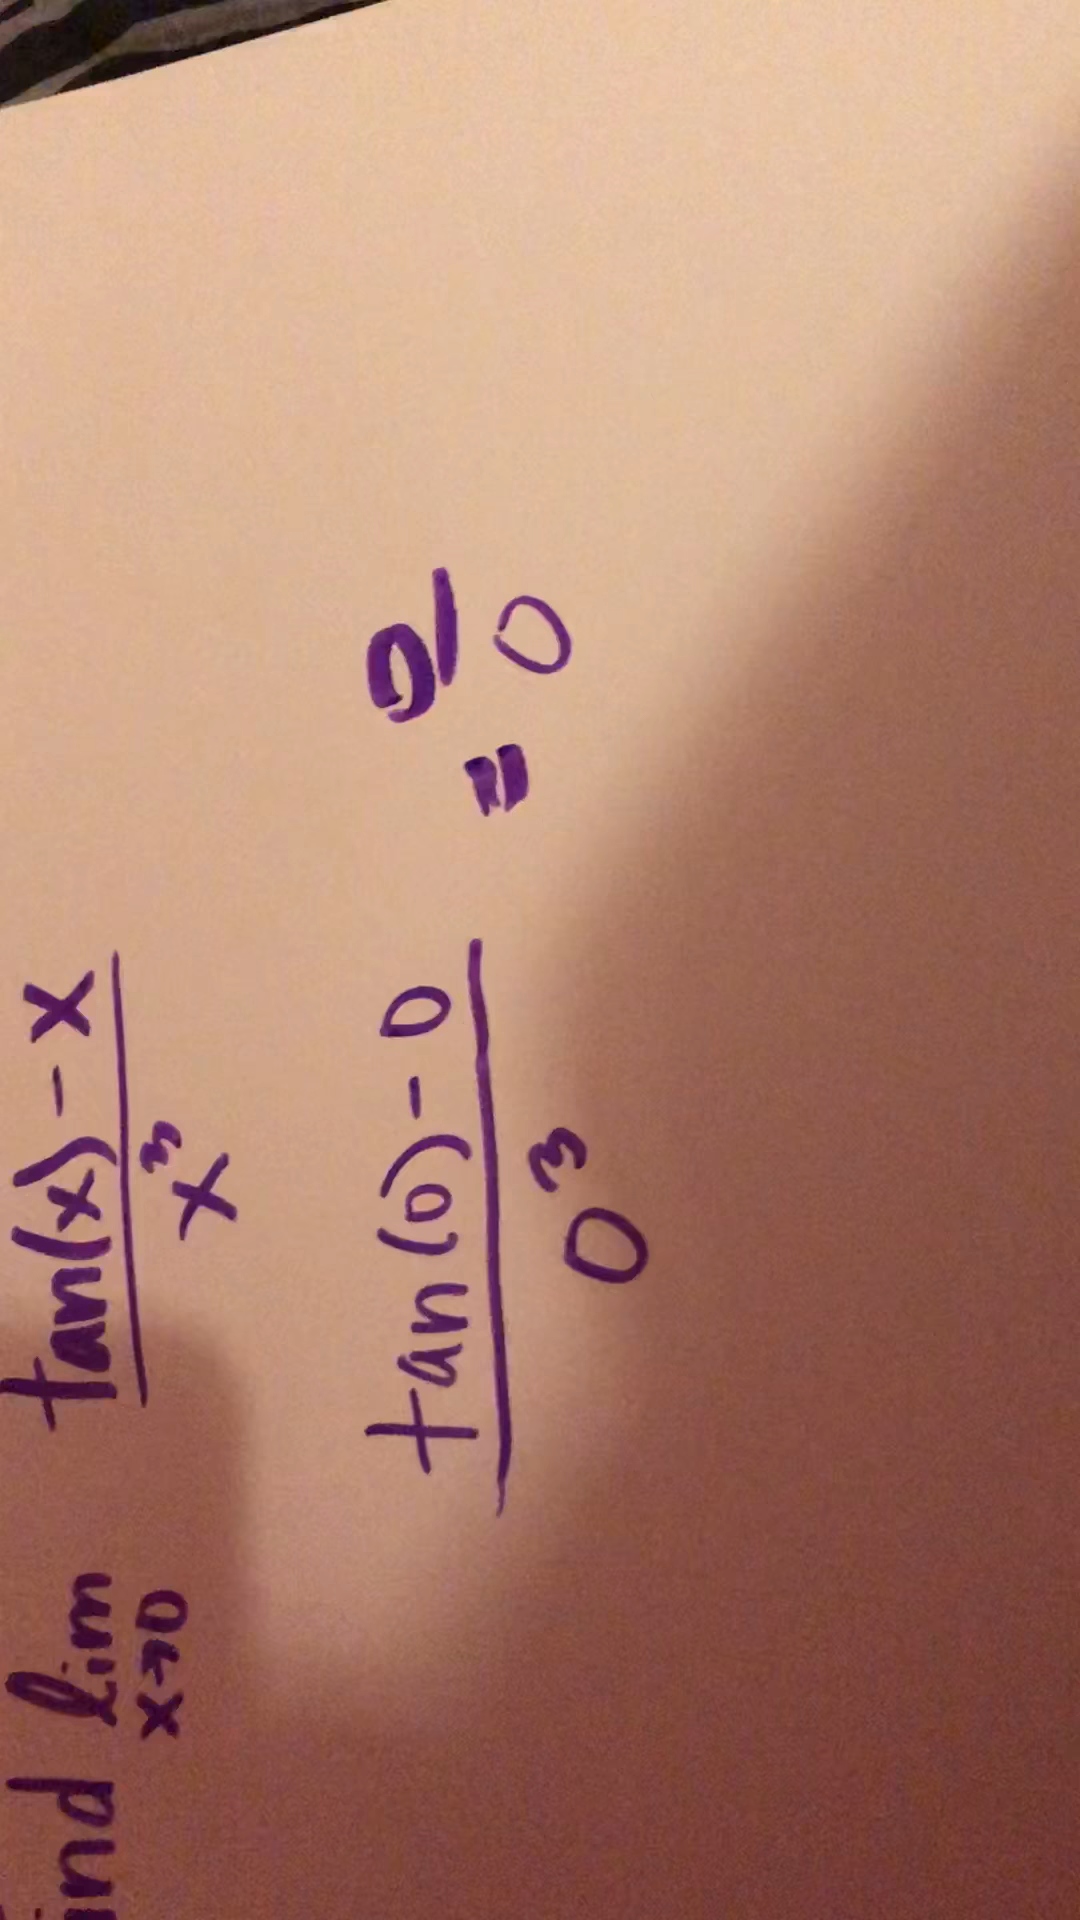 ind lim x→0 tan(x) - x / x³
tan(0) - 0 / 0³ = 0/0